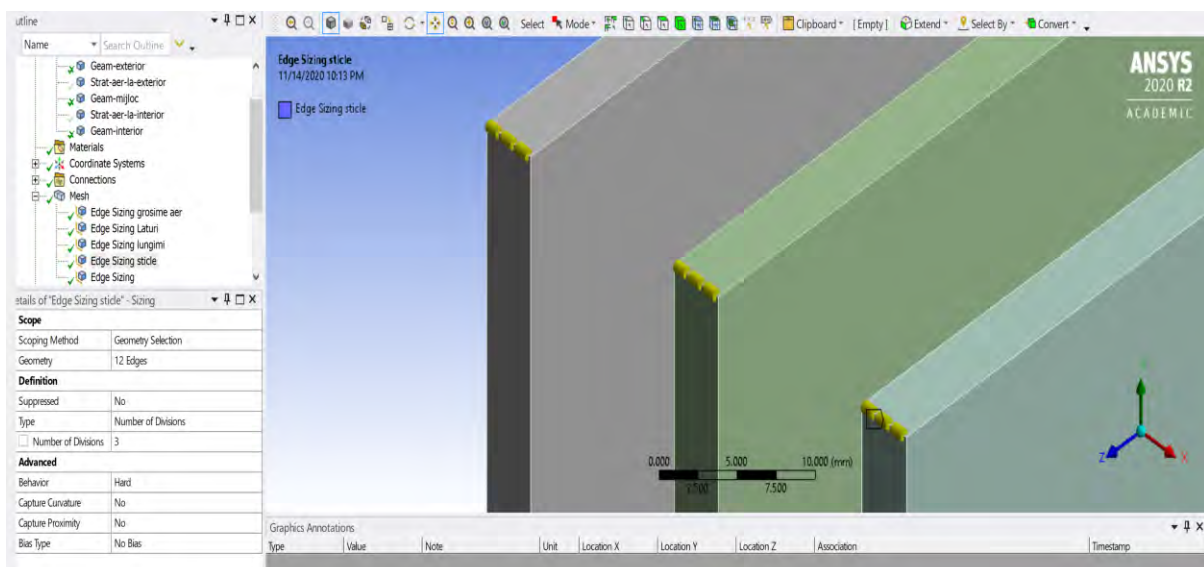 utline
Name Search Outline
Geam-exterior
Strat-aer-la-exterior
Geam-mijloc
Strat-aer-la-interior
Geam-interior
Materials
Coordinate Systems
Connections
Mesh
Edge Sizing grosime aer
Edge Sizing Laturi
Edge Sizing lungimi
Edge Sizing sticle
Edge Sizing
etails of "Edge Sizing sticle" - Sizing
Scope
Scoping Method Geometry Selection
Geometry 12 Edges
Definition
Suppressed No
Type Number of Divisions
Number of Divisions 3
Advanced
Behavior Hard
Capture Curvature No
Capture Proximity No
Bias Type No Bias
Select Mode Clipboard [Empty] Extend Select By Convert
Edge Sizing sticle
11/14/2020 10:13 PM
Edge Sizing sticle
ANSYS
2020 R2
ACADEMIC
0.000 5.000 10.000 (mm)
2.500 7.500
Y
Z X
Graphics Annotations
Type Value Note Unit Location X Location Y Location Z Association Timestamp